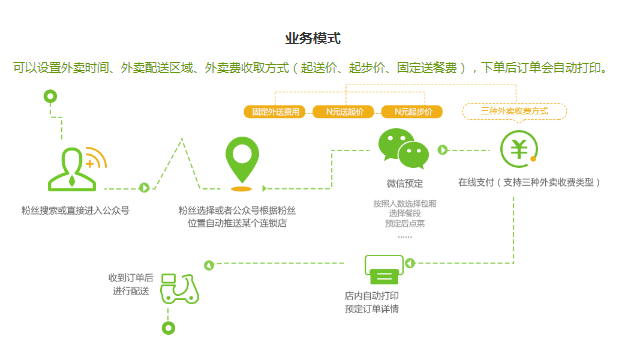 业务模式
可以设置外卖时间、外卖配送区域、外卖费收取方式（起送价、起步价、固定送餐费），下单后订单会自动打印。
固定外送费用
N元送起价
N元起步价
三种外卖收费方式
粉丝搜索或直接进入公众号
粉丝选择或者公众号根据粉丝
位置自动推送某个连锁店
微信预定
按照人数选择包厢
选择餐段
预定后点菜
......
在线支付（支持三种外卖收费类型）
收到订单后
进行配送
店内自动打印
预定订单详情